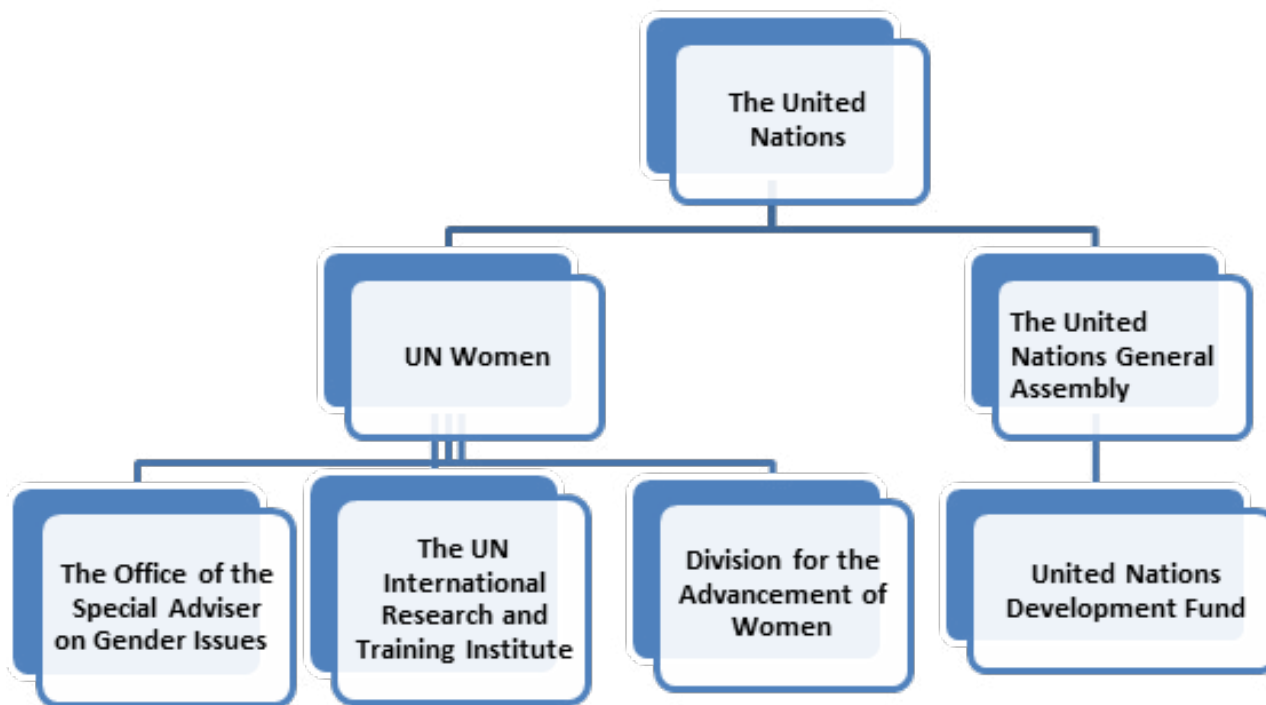 The United
Nations
UN Women
The United
Nations General
Assembly
The Office of the
Special Adviser
on Gender Issues
The UN
International
Research and
Training Institute
Division for the
Advancement of
Women
United Nations
Development Fund